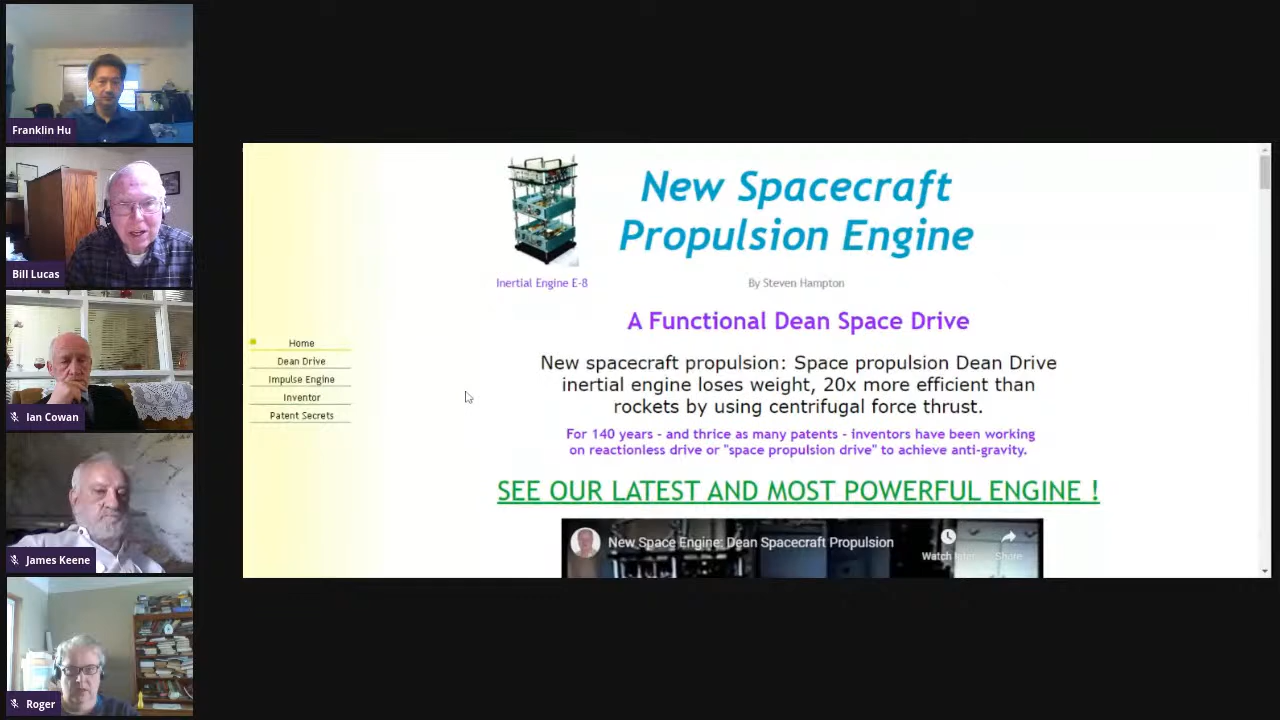 Franklin Hu
Bill Lucas
Ian Cowan
James Keene
Roger
New Spacecraft
Propulsion Engine
Inertial Engine E-8
By Steven Hampton
A Functional Dean Space Drive
New spacecraft propulsion: Space propulsion Dean Drive
inertial engine loses weight, 20x more efficient than
rockets by using centrifugal force thrust.
For 140 years - and thrice as many patents - inventors have been working
on reactionless drive or "space propulsion drive" to achieve anti-gravity.
SEE OUR LATEST AND MOST POWERFUL ENGINE !
New Space Engine: Dean Spacecraft Propulsion
Watch later
Share
Home
Dean Drive
Impulse Engine
Inventor
Patent Secrets